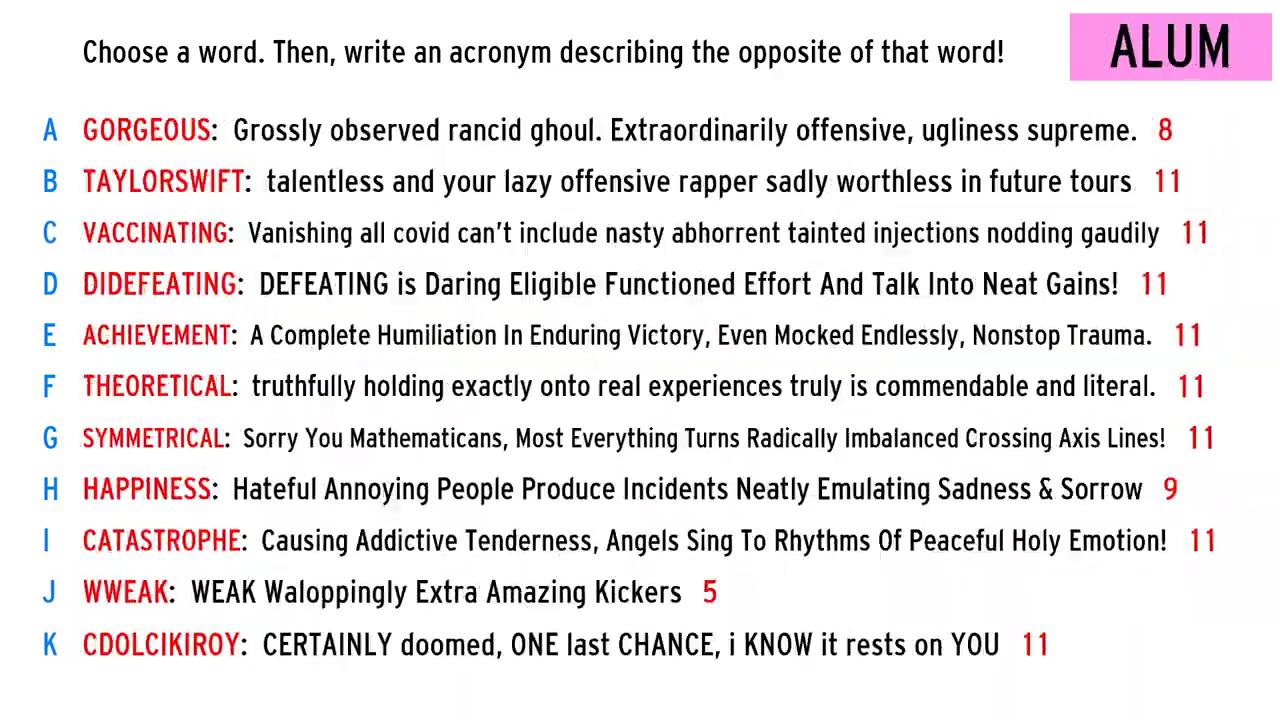 Choose a word. Then, write an acronym describing the opposite of that word!
ALUM
A GORGEOUS: Grossly observed rancid ghoul. Extraordinarily offensive, ugliness supreme. 8
B TAYLORSWIFT: talentless and your lazy offensive rapper sadly worthless in future tours 11
C VACCINATING: Vanishing all covid can't include nasty abhorrent tainted injections nodding gaudily 11
D DIDEFEATING: DEFEATING is Daring Eligible Functioned Effort And Talk Into Neat Gains! 11
E ACHIEVEMENT: A Complete Humiliation In Enduring Victory, Even Mocked Endlessly, Nonstop Trauma. 11
F THEORETICAL: truthfully holding exactly onto real experiences truly is commendable and literal. 11
G SYMMETRICAL: Sorry You Mathematicans, Most Everything Turns Radically Imbalanced Crossing Axis Lines! 11
H HAPPINESS: Hateful Annoying People Produce Incidents Neatly Emulating Sadness & Sorrow 9
I CATASTROPHE: Causing Addictive Tenderness, Angels Sing To Rhythms Of Peaceful Holy Emotion! 11
J WWEAK: WEAK Waloppingly Extra Amazing Kickers 5
K CDOLCIKIROY: CERTAINLY doomed, ONE last CHANCE, i KNOW it rests on YOU 11